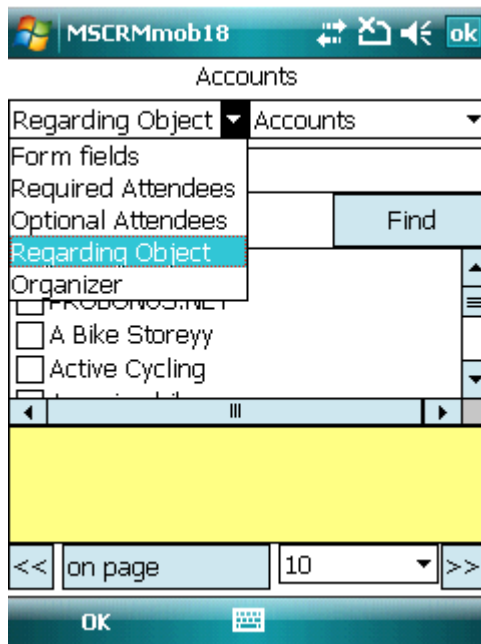 MSCRMmob18 ok
Accounts
Regarding Object Accounts
Form fields
Required Attendees
Optional Attendees
Find
Regarding Object
Organizer
A Bike Storeyy
Active Cycling
<< on page 10 >>
OK